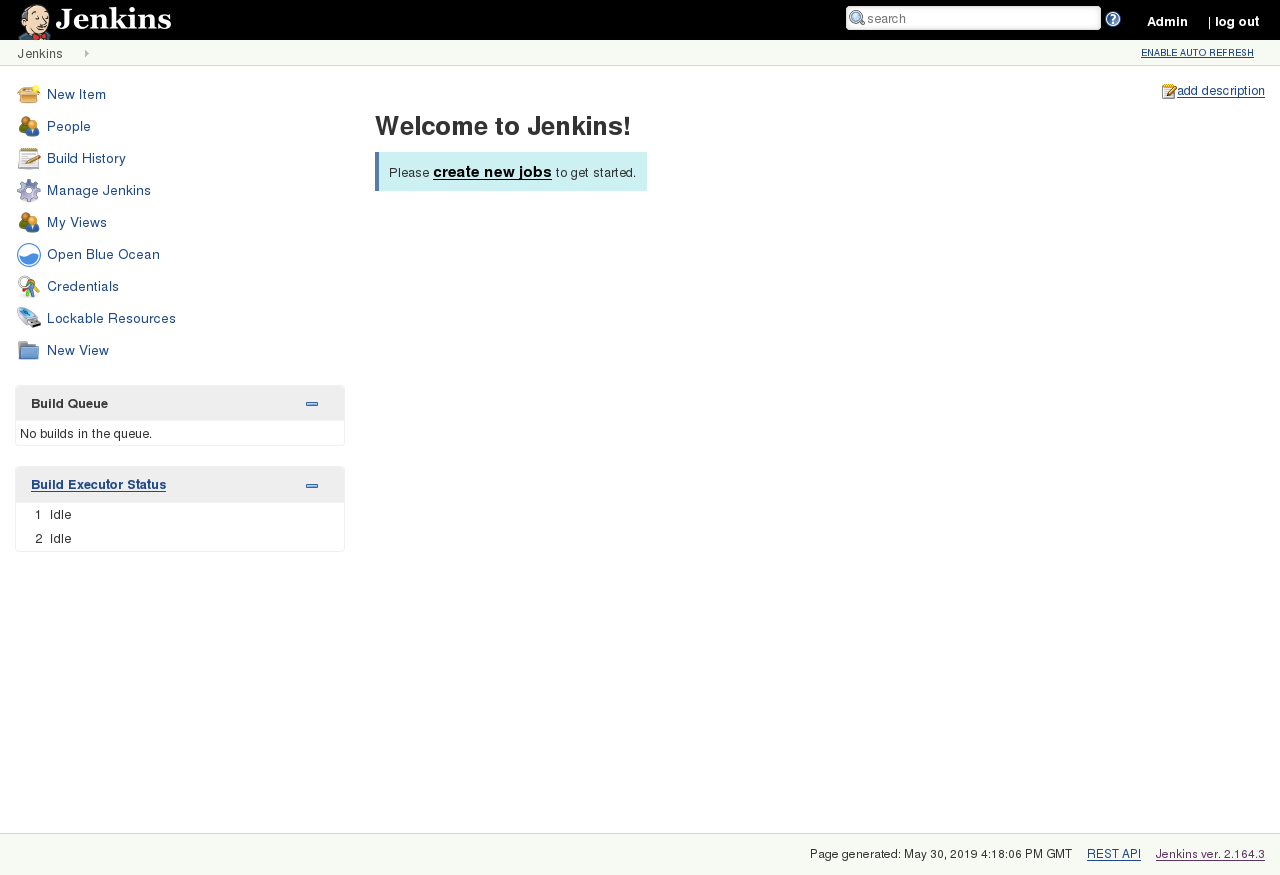 Jenkins
search
Admin | log out
Jenkins
ENABLE AUTO REFRESH
New Item
People
Build History
Manage Jenkins
My Views
Open Blue Ocean
Credentials
Lockable Resources
New View
Build Queue
No builds in the queue.
Build Executor Status
1 Idle
2 Idle
add description
Welcome to Jenkins!
Please create new jobs to get started.
Page generated: May 30, 2019 4:18:06 PM GMT REST API Jenkins ver. 2.164.3